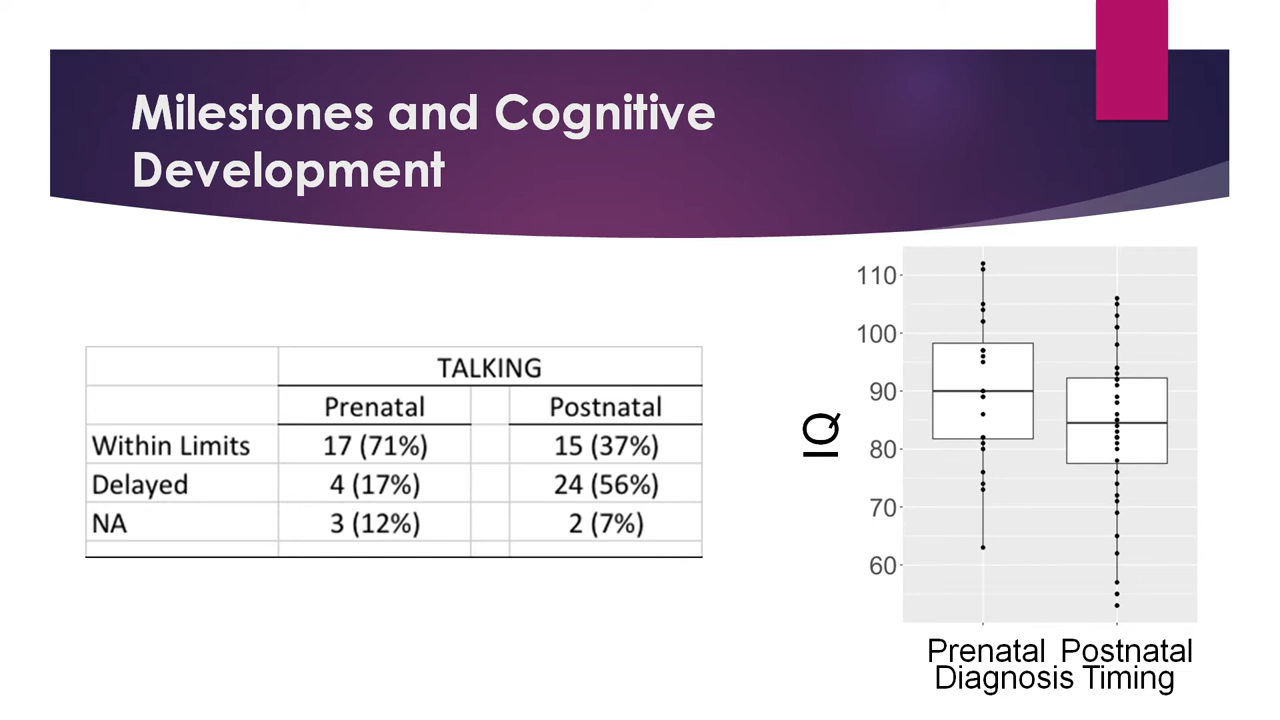 Milestones and Cognitive
Development
TALKING
Prenatal Postnatal
Within Limits 17 (71%) 15 (37%)
Delayed 4 (17%) 24 (56%)
NA 3 (12%) 2 (7%)
IQ
110
100
90
80
70
60
Prenatal Postnatal
Diagnosis Timing